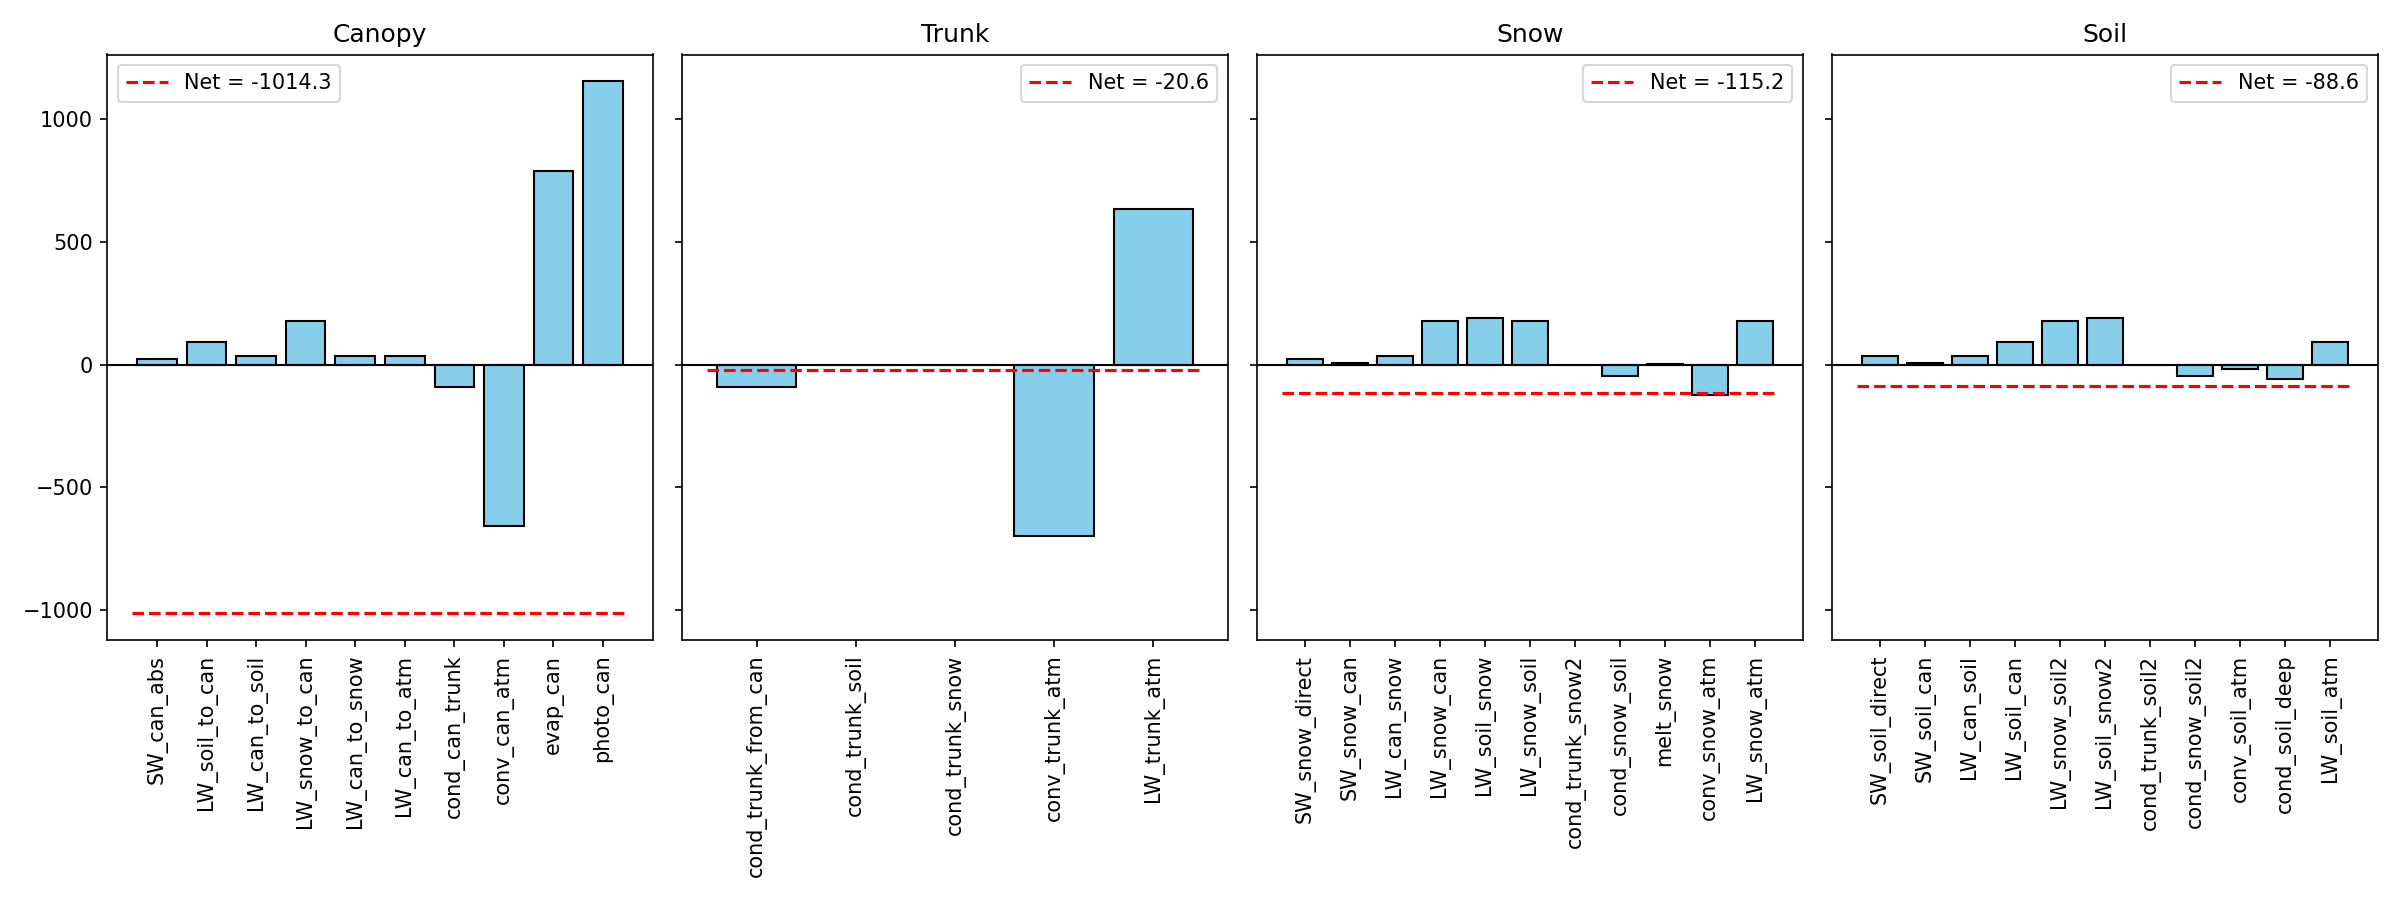 Canopy
Trunk
Snow
Soil
Net = -1014.3
Net = -20.6
Net = -115.2
Net = -88.6
1000
500
0
−500
−1000
SW_can_abs
LW_soil_to_can
LW_can_to_soil
LW_snow_to_can
LW_can_to_snow
LW_can_to_atm
cond_can_trunk
conv_can_atm
evap_can
photo_can
cond_trunk_from_can
cond_trunk_soil
cond_trunk_snow
conv_trunk_atm
LW_trunk_atm
SW_snow_direct
SW_snow_can
LW_can_snow
LW_snow_can
LW_soil_snow
LW_snow_soil
cond_trunk_snow2
cond_snow_soil
melt_snow
conv_snow_atm
LW_snow_atm
SW_soil_direct
SW_soil_can
LW_can_soil
LW_soil_can
LW_snow_soil2
LW_soil_snow2
cond_trunk_soil2
cond_snow_soil2
conv_soil_atm
cond_soil_deep
LW_soil_atm